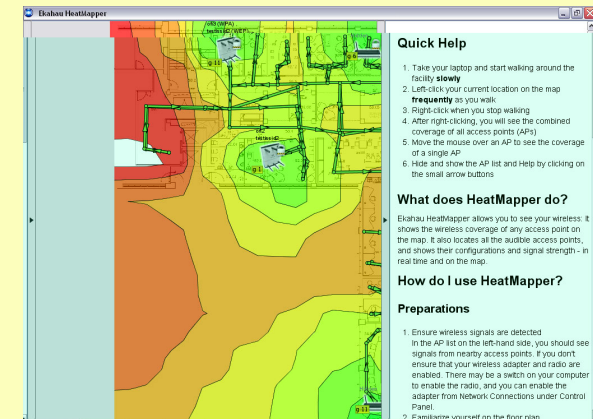 Ekahau HeatMapper
of3 (WPA)
testssid2 (WEP)
g 11
g 6
of2
testssid2
g 1
g 11
Quick Help
1. Take your laptop and start walking around the
facility slowly
2. Left-click your current location on the map
frequently as you walk
3. Right-click when you stop walking
4. After right-clicking, you will see the combined
coverage of all access points (APs)
5. Move the mouse over an AP to see the coverage
of a single AP
6. Hide and show the AP list and Help by clicking on
the small arrow buttons
What does HeatMapper do?
Ekahau HeatMapper allows you to see your wireless: It
shows the wireless coverage of any access point on
the map. It also locates all the audible access points,
and shows their configurations and signal strength - in
real time and on the map.
How do I use HeatMapper?
Preparations
1. Ensure wireless signals are detected
In the AP list on the left-hand side, you should see
signals from nearby access points. If you don't
ensure that your wireless adapter and radio are
enabled. There may be a switch on your computer
to enable the radio, and you can enable the
adapter from Network Connections under Control
Panel.
2. Familiarize yourself on the floor plan